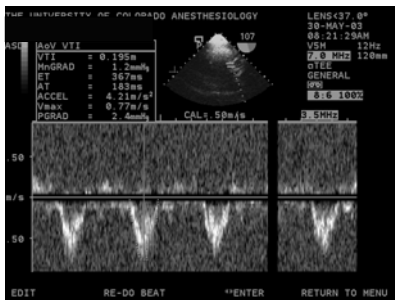 THE UNIVERSITY OF COLORADO ANESTHESIOLOGY
LENS<37.0°
30-MAY-03
08:21:29AM
ASD
V5M 12Hz
7.0 MHz 120mm
TEE
GENERAL
8:6 100%
3.5MHz
107
AoV VTI
VTI = 0.195m
MnGRAD = 1.2mmHg
ET = 367ms
AT = 183ms
ACCEL = 4.21m/s²
Vmax = 0.77m/s
PGRAD = 2.4mmHg
CAL=.50m/s
.50
m/s
.50
EDIT RE-DO BEAT ENTER RETURN TO MENU